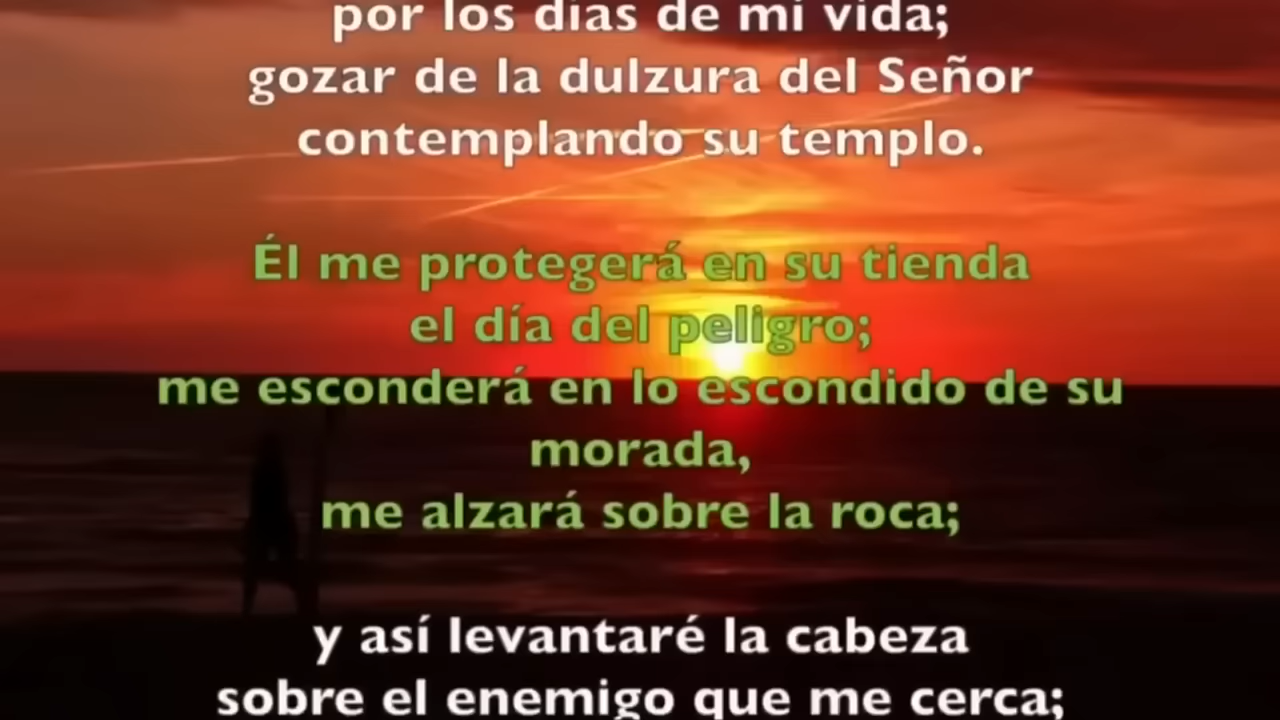 por los días de mi vida;
gozar de la dulzura del Señor
contemplando su templo.
Él me protegerá en su tienda
el día del peligro;
me esconderá en lo escondido de su
morada,
me alzará sobre la roca;
y así levantaré la cabeza
sobre el enemigo que me cerca;